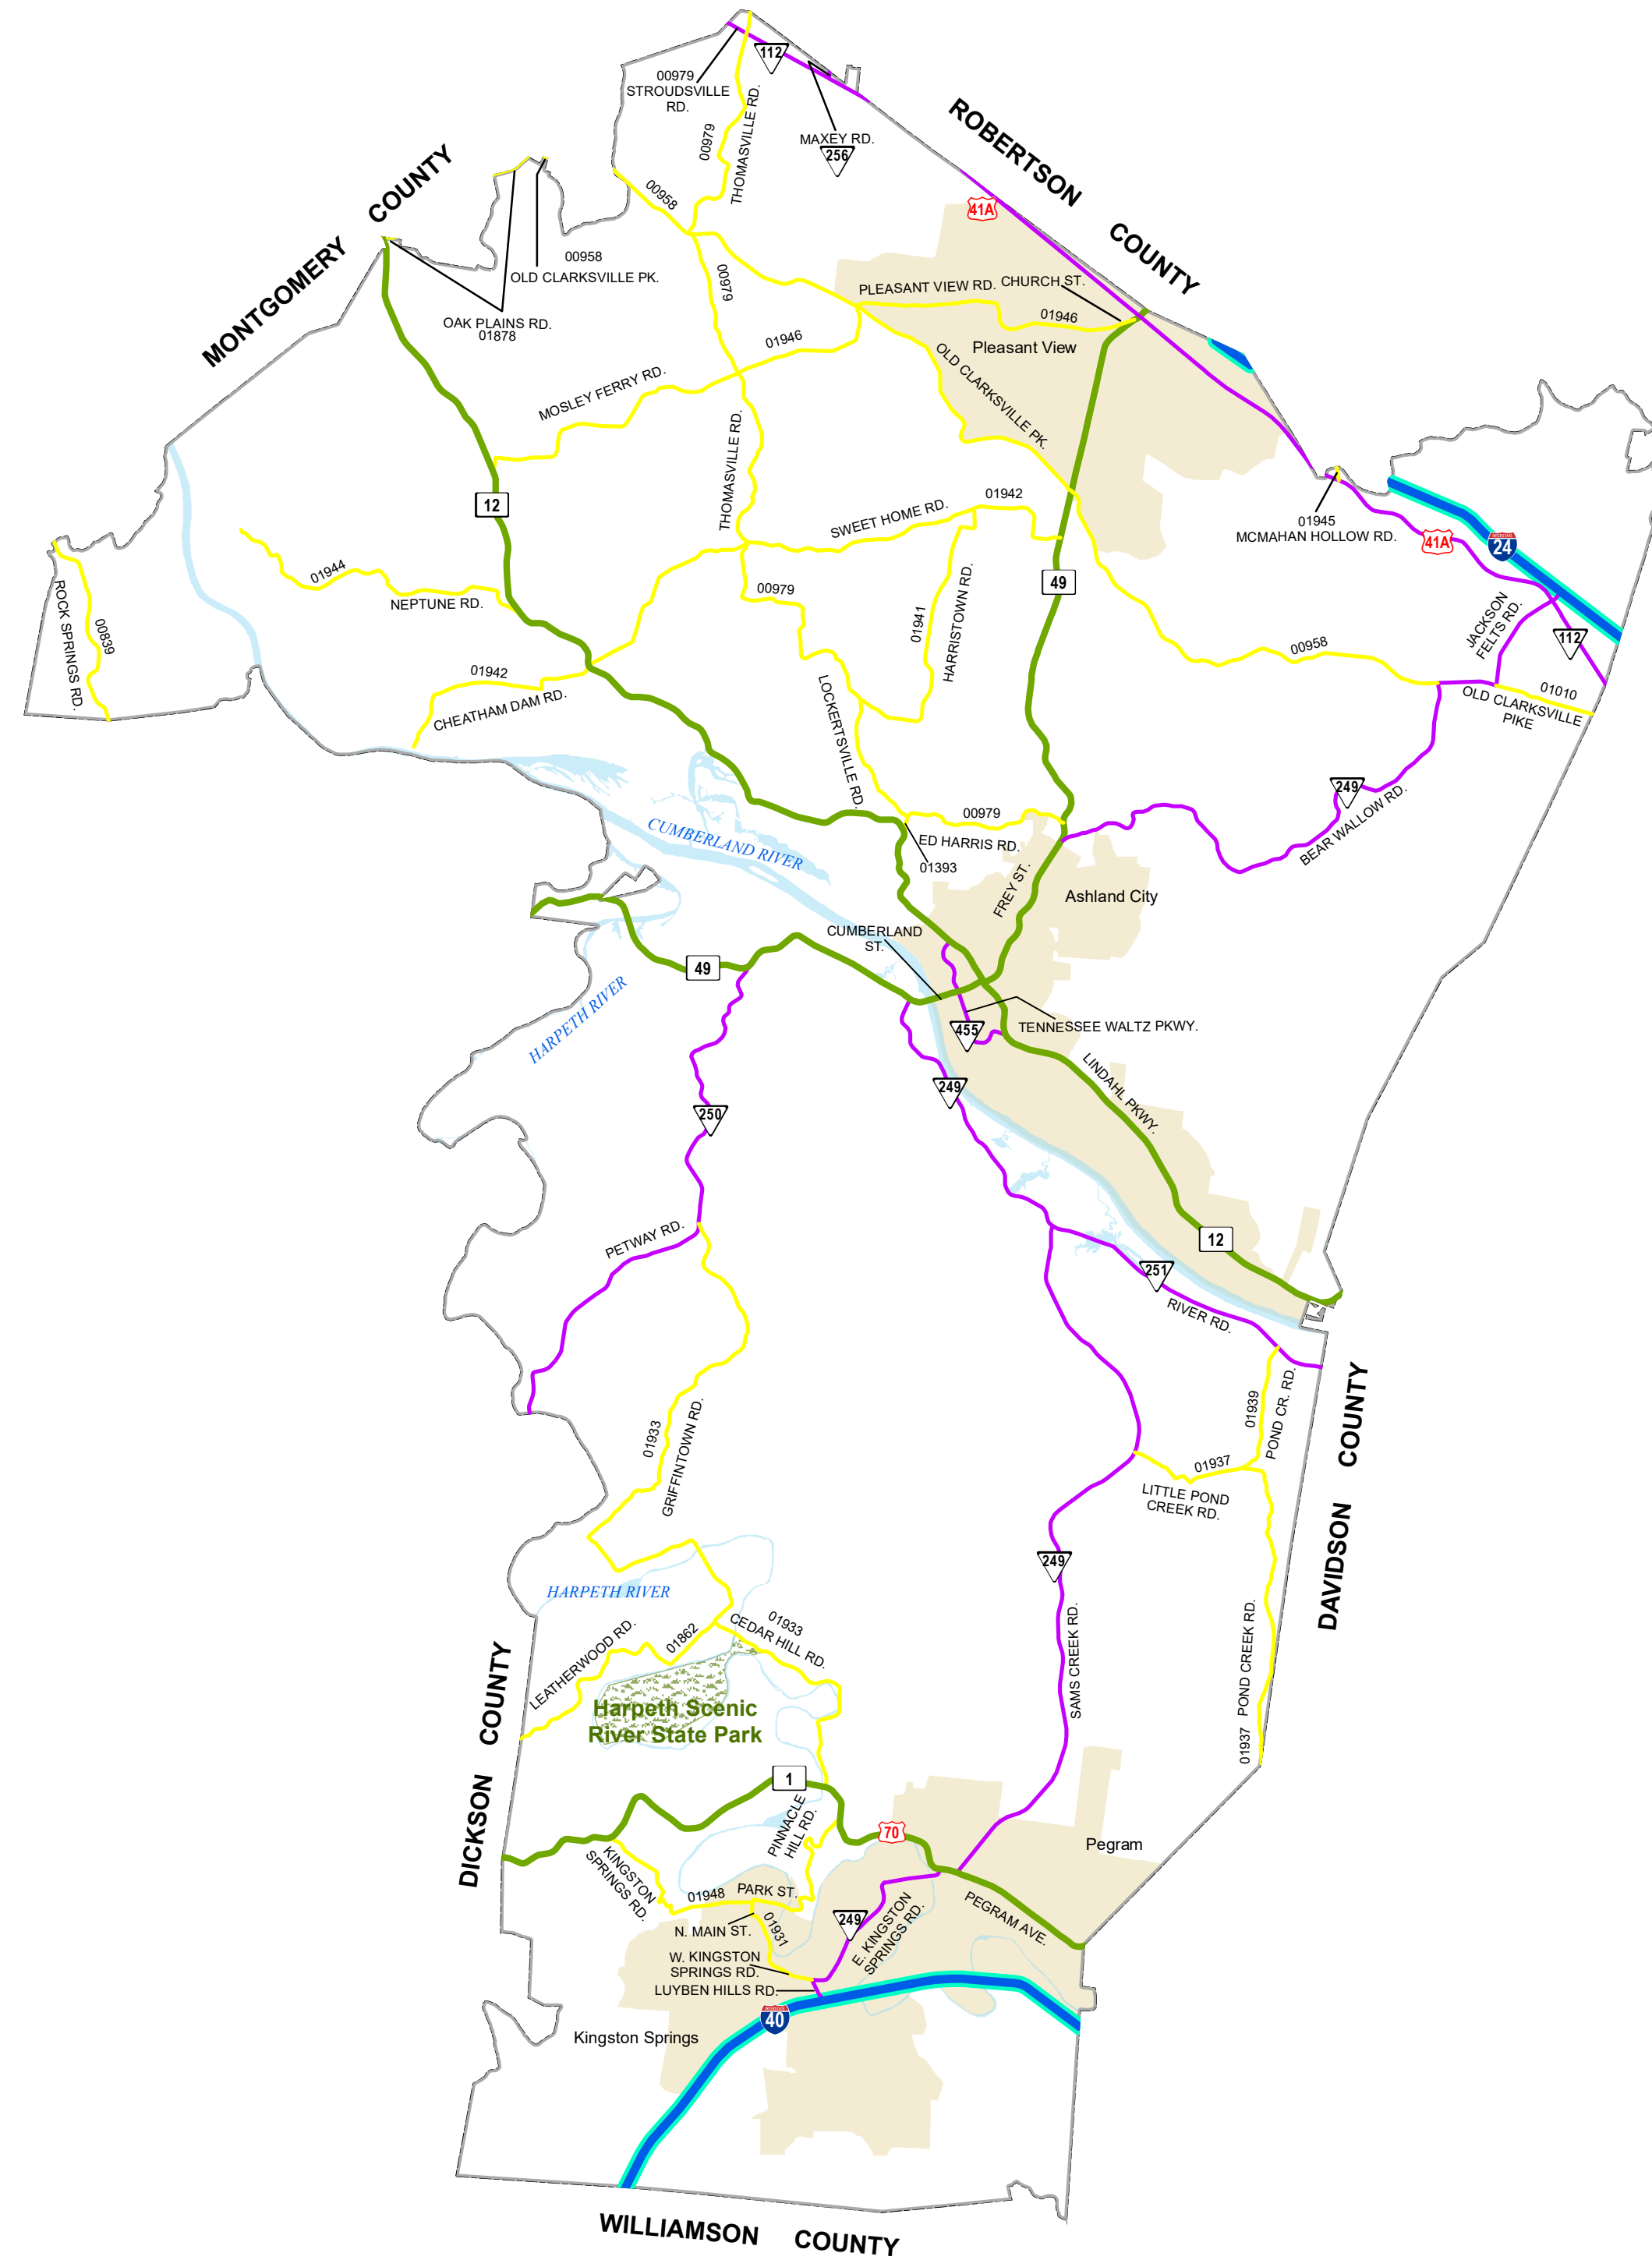 112
00979
STROUDSVILLE
RD.
00979
THOMASVILLE RD.
MAXEY RD.
256
ROBERTSON COUNTY
MONTGOMERY COUNTY
00958
41A
00958
OLD CLARKSVILLE PK.
00979
OAK PLAINS RD.
01878
PLEASANT VIEW RD.
CHURCH ST.
01946
Pleasant View
01946
MOSLEY FERRY RD.
OLD CLARKSVILLE PK.
THOMASVILLE RD.
12
01942
SWEET HOME RD.
01945
MCMAHAN HOLLOW RD.
41A
INTERSTATE
24
01944
NEPTUNE RD.
00979
49
ROCK SPRINGS RD.
00839
01941
HARRISTOWN RD.
JACKSON
FELTS RD.
112
00958
01942
CHEATHAM DAM RD.
01010
OLD CLARKSVILLE
PIKE
LOCKERTSVILLE RD.
249
BEAR WALLOW RD.
00979
ED HARRIS RD.
01393
CUMBERLAND RIVER
FREY ST.
Ashland City
CUMBERLAND
ST.
49
HARPETH RIVER
455
TENNESSEE WALTZ PKWY.
249
LINDAHL PKWY.
250
PETWAY RD.
12
251
RIVER RD.
DAVIDSON COUNTY
01939
POND CR. RD.
01933
GRIFFINTOWN RD.
01937
LITTLE POND
CREEK RD.
249
HARPETH RIVER
01933
CEDAR HILL RD.
01862
LEATHERWOOD RD.
SAMS CREEK RD.
01937 POND CREEK RD.
Harpeth Scenic
River State Park
DICKSON COUNTY
1
PINNACLE
HILL RD.
70
Pegram
KINGSTON
SPRINGS RD.
01948
PARK ST.
N. MAIN ST.
01931
249
E. KINGSTON
SPRINGS RD.
PEGRAM AVE.
W. KINGSTON
SPRINGS RD.
LUYBEN HILLS RD.
INTERSTATE
40
Kingston Springs
WILLIAMSON COUNTY